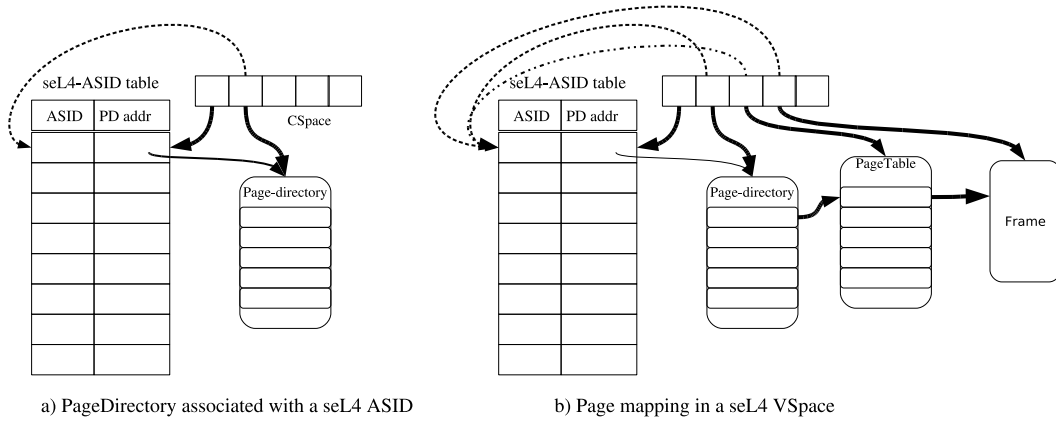 seL4-ASID table
ASID PD addr
CSpace
Page-directory
a) PageDirectory associated with a seL4 ASID
seL4-ASID table
ASID PD addr
PageTable
Page-directory
Frame
b) Page mapping in a seL4 VSpace